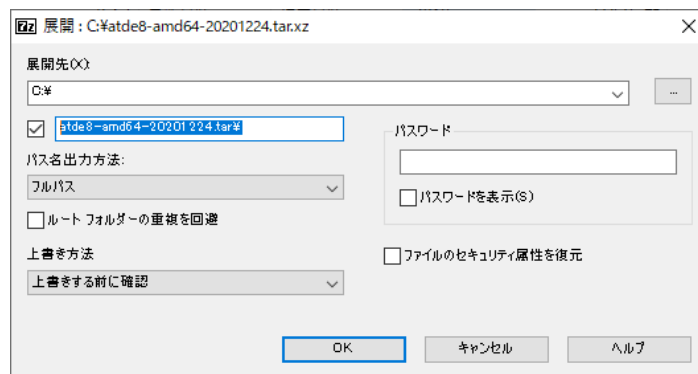 7z 展開 : C:¥atde8-amd64-20201224.tar.xz
展開先(X):
C:¥
...
atde8-amd64-20201224.tar¥
パスワード
パス名出力方法:
フルパス
パスワードを表示(S)
ルート フォルダーの重複を回避
上書き方法
ファイルのセキュリティ属性を復元
上書きする前に確認
OK
キャンセル
ヘルプ